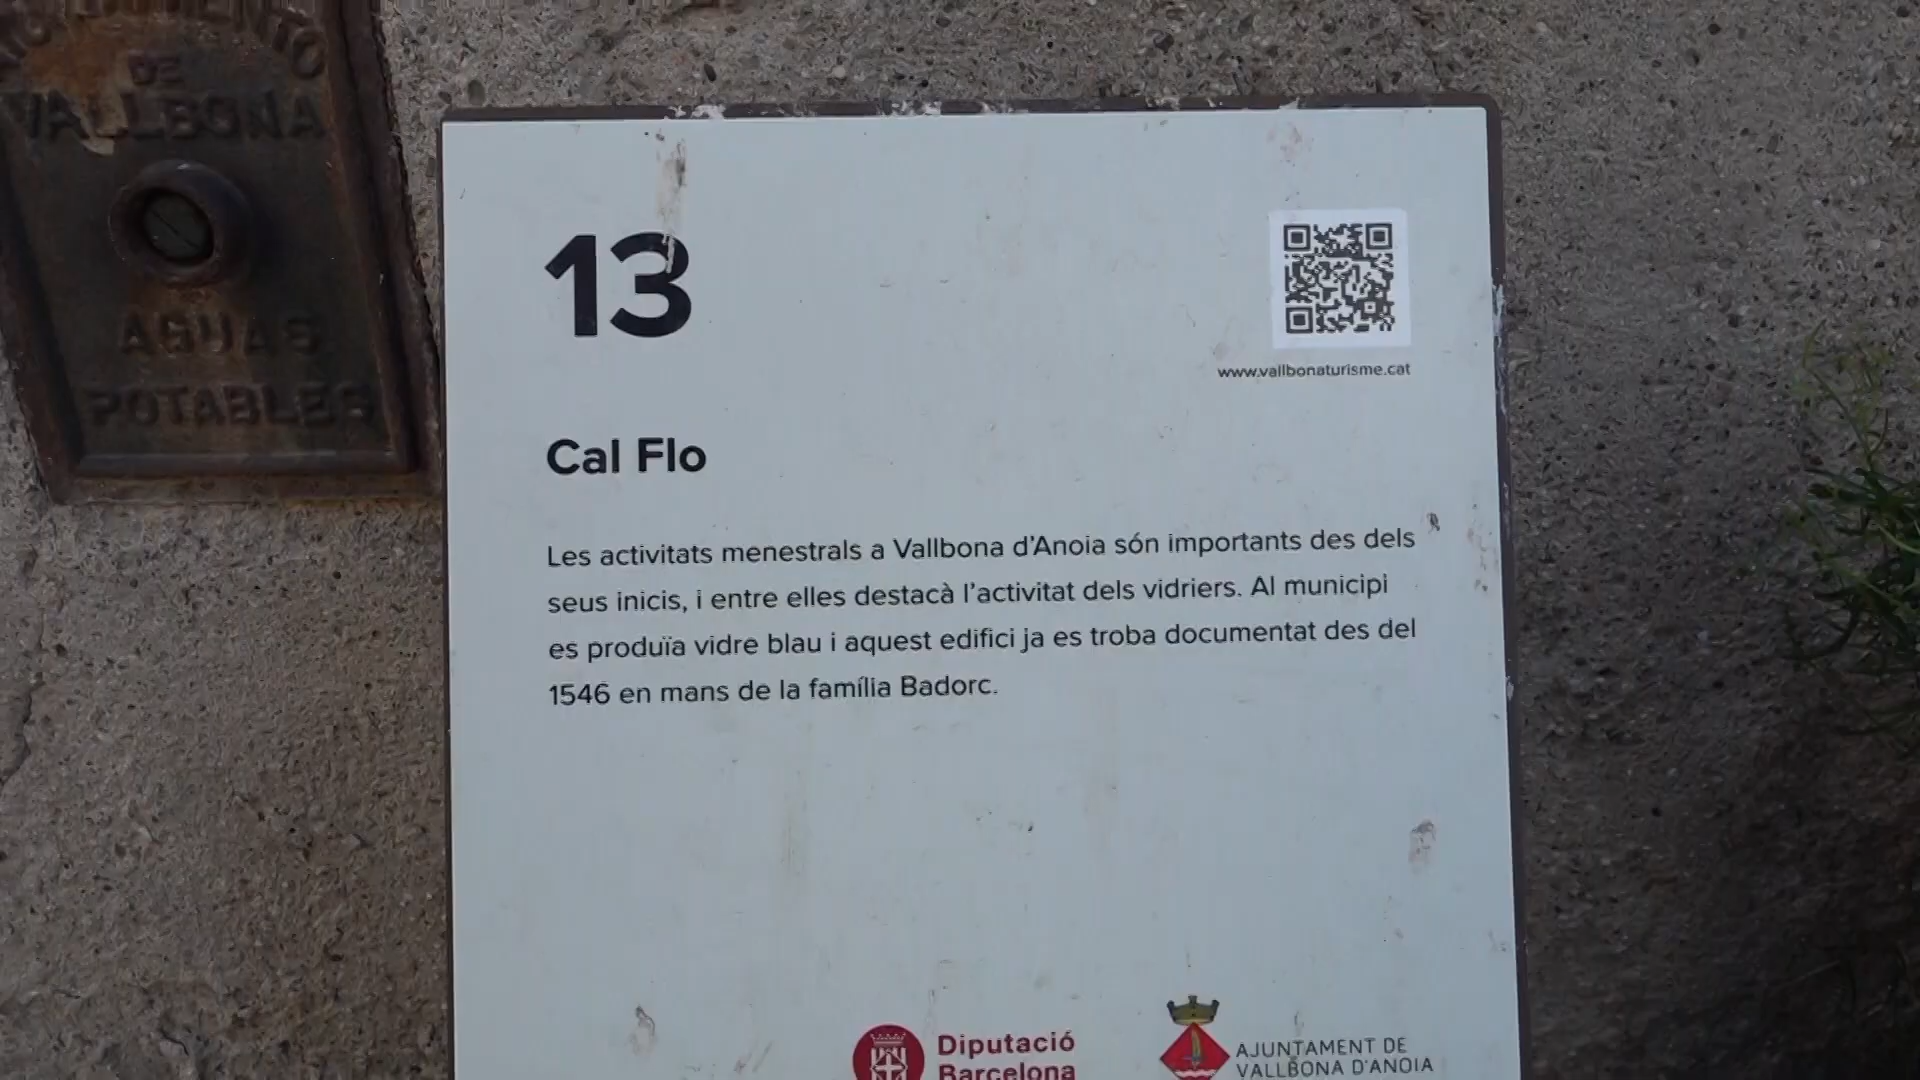 DE
VALLBONA
AGUAS
POTABLES
13
www.vallbonaturisme.cat
Cal Flo
Les activitats menestrals a Vallbona d'Anoia són importants des dels
seus inicis, i entre elles destacà l'activitat dels vidriers. Al municipi
es produïa vidre blau i aquest edifici ja es troba documentat des del
1546 en mans de la família Badorc.
Diputació
Barcelona
AJUNTAMENT DE
VALLBONA D'ANOIA